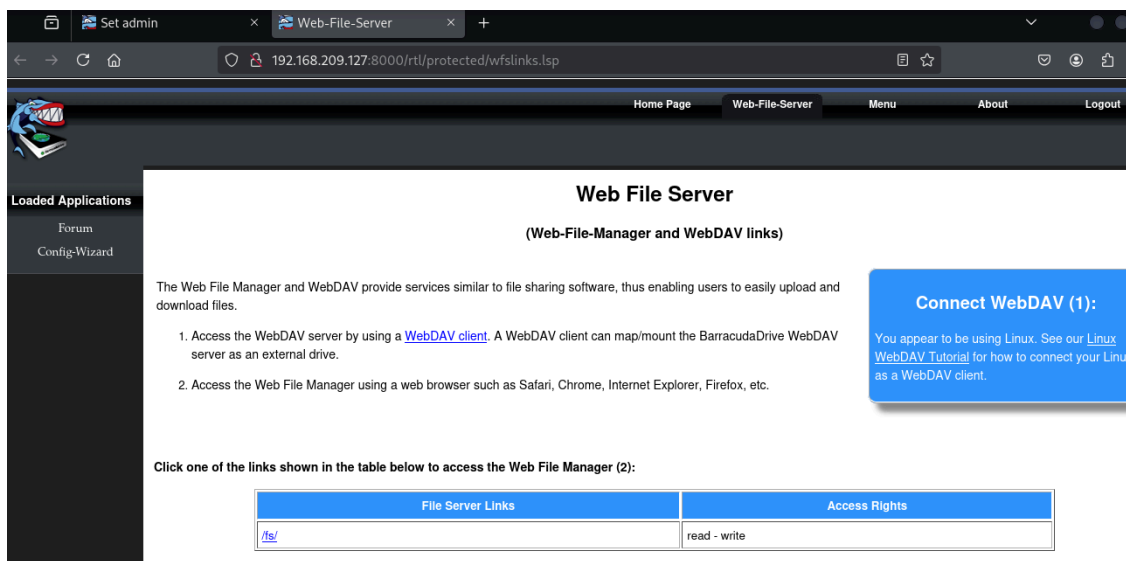 Set admin
Web-File-Server
192.168.209.127:8000/rtl/protected/wfslinks.lsp
Home Page Web-File-Server Menu About Logout
Loaded Applications
Forum
Config-Wizard
Web File Server
(Web-File-Manager and WebDAV links)
The Web File Manager and WebDAV provide services similar to file sharing software, thus enabling users to easily upload and
download files.
1. Access the WebDAV server by using a WebDAV client. A WebDAV client can map/mount the BarracudaDrive WebDAV
server as an external drive.
2. Access the Web File Manager using a web browser such as Safari, Chrome, Internet Explorer, Firefox, etc.
Connect WebDAV (1):
You appear to be using Linux. See our Linux
WebDAV Tutorial for how to connect your Linu
as a WebDAV client.
Click one of the links shown in the table below to access the Web File Manager (2):
File Server Links Access Rights
/fs/ read - write